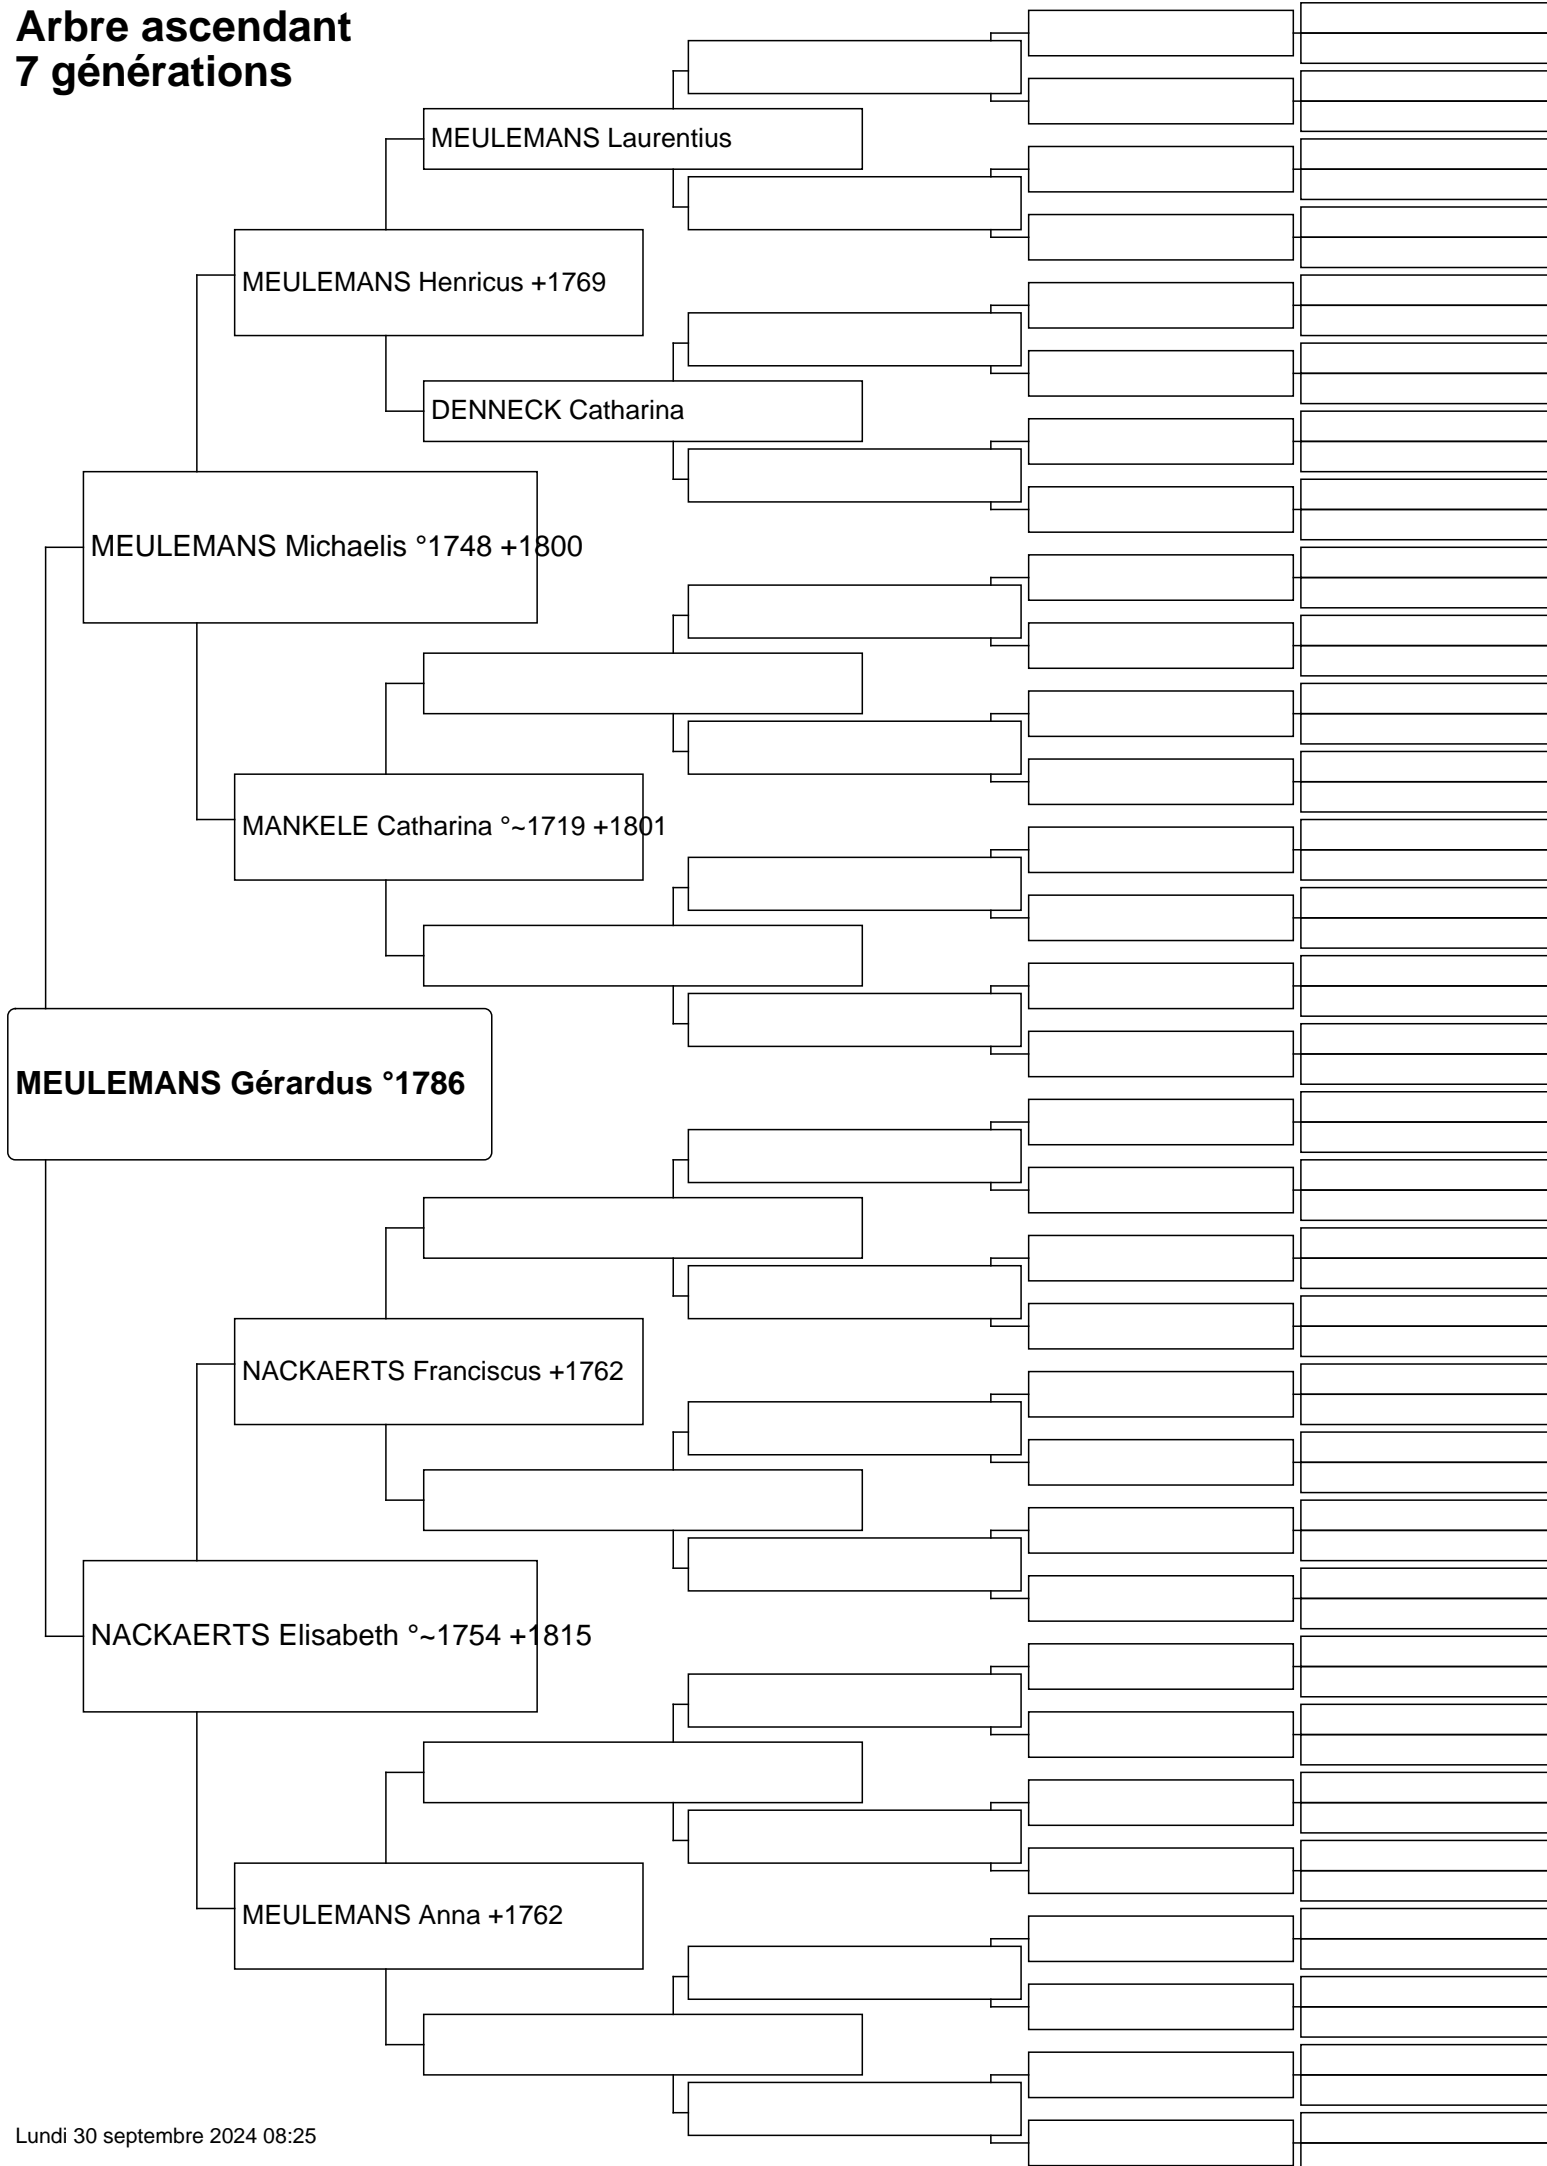 Arbre ascendant
7 générations
MEULEMANS Laurentius
MEULEMANS Henricus +1769
DENNECK Catharina
MEULEMANS Michaelis °1748 +1800
MANKELE Catharina °~1719 +1801
MEULEMANS Gérardus °1786
NACKAERTS Franciscus +1762
NACKAERTS Elisabeth °~1754 +1815
MEULEMANS Anna +1762
Lundi 30 septembre 2024 08:25